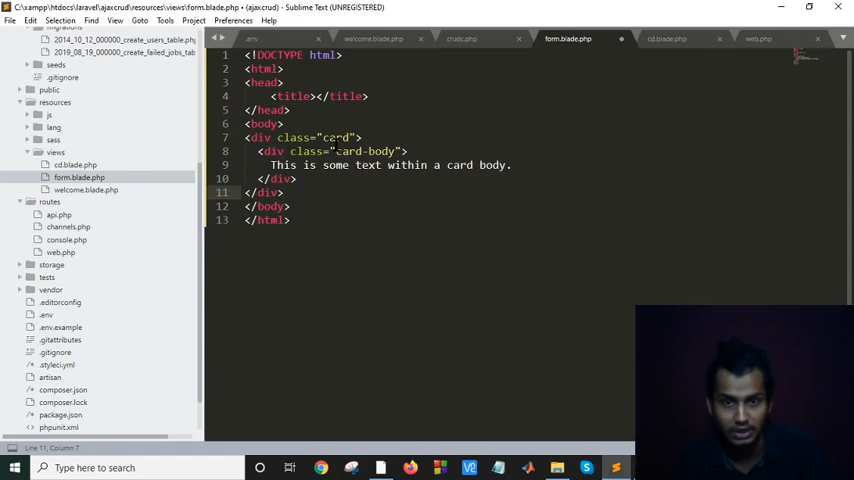 C:\xampp\htdocs\laravel\ajaxcrud\resources\views\form.blade.php • (ajaxcrud) - Sublime Text (UNREGISTERED)
File Edit Selection Find View Goto Tools Project Preferences Help
migrations
2014_10_12_000000_create_users_table.php
2019_08_19_000000_create_failed_jobs_tab
seeds
.gitignore
public
resources
js
lang
sass
views
cd.blade.php
form.blade.php
welcome.blade.php
routes
api.php
channels.php
console.php
web.php
storage
tests
vendor
.editorconfig
.env
.env.example
.gitattributes
.gitignore
.styleci.yml
artisan
composer.json
composer.lock
package.json
phpunit.xml
.env
welcome.blade.php
crudc.php
form.blade.php
cd.blade.php
web.php
1 <!DOCTYPE html>
2 <html>
3 <head>
4 <title></title>
5 </head>
6 <body>
7 <div class="card">
8 <div class="card-body">
9 This is some text within a card body.
10 </div>
11 </div>
12 </body>
13 </html>
Line 11, Column 7
Type here to search